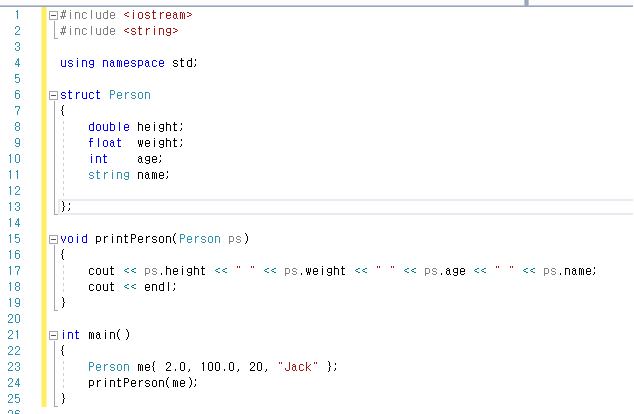 1 #include <iostream>
2 #include <string>
3
4 using namespace std;
5
6 struct Person
7 {
8 double height;
9 float weight;
10 int age;
11 string name;
12
13 };
14
15 void printPerson(Person ps)
16 {
17 cout << ps.height << " " << ps.weight << " " << ps.age << " " << ps.name;
18 cout << endl;
19 }
20
21 int main()
22 {
23 Person me{ 2.0, 100.0, 20, "Jack" };
24 printPerson(me);
25 }
26